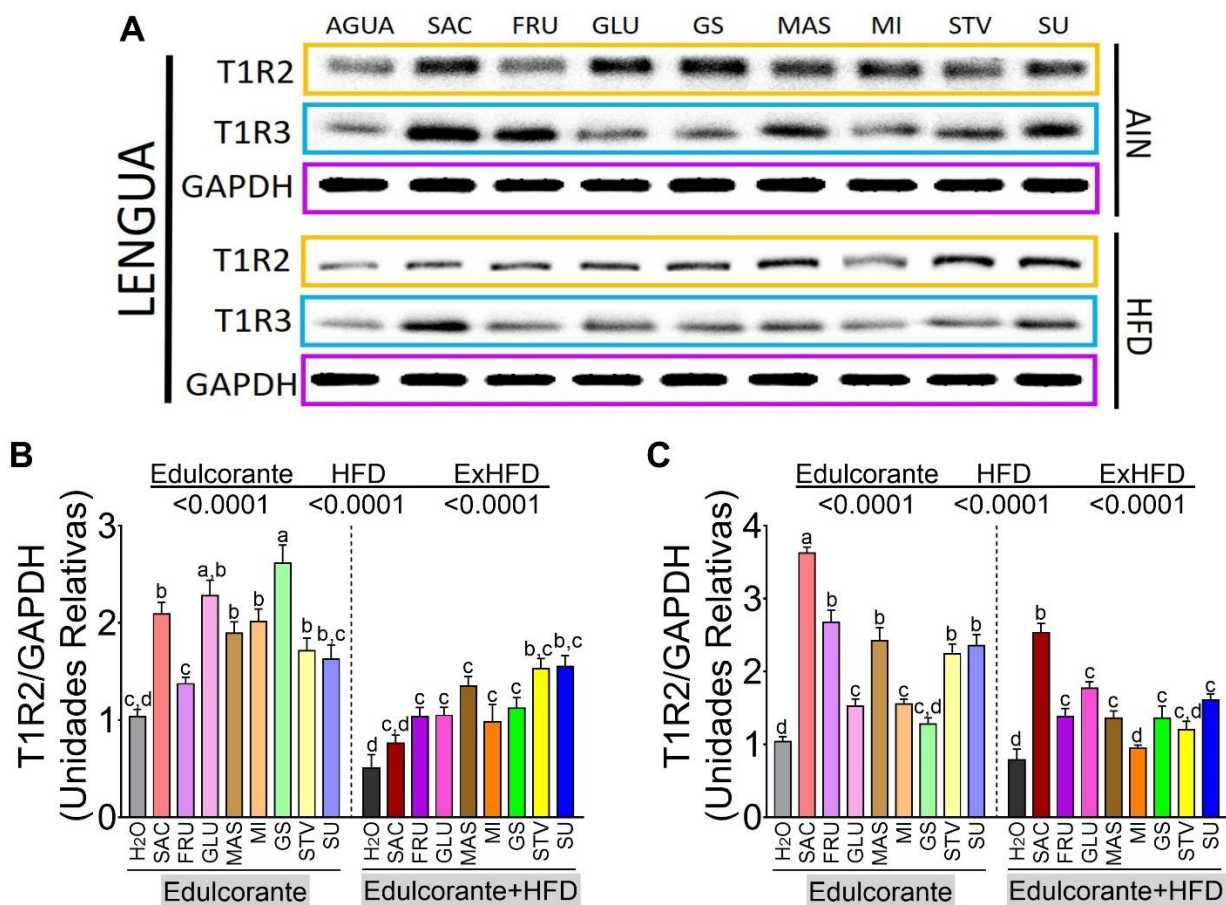 A
AGUA SAC FRU GLU GS MAS MI STV SU
LENGUA
T1R2
T1R3
GAPDH
AIN
T1R2
T1R3
GAPDH
HFD
B
Edulcorante HFD ExHFD
<0.0001 <0.0001 <0.0001
T1R2/GAPDH
(Unidades Relativas)
3
2
1
0
c,d b c a,b b b a b b,c
d c,d c c c c c b,c b,c
H2O SAC FRU GLU MAS MI GS STV SU
H2O SAC FRU GLU MAS MI GS STV SU
Edulcorante Edulcorante+HFD
C
Edulcorante HFD ExHFD
<0.0001 <0.0001 <0.0001
T1R2/GAPDH
(Unidades Relativas)
4
3
2
1
0
d a b c b c c,d b b
d b c c c d c c,d c
H2O SAC FRU GLU MAS MI GS STV SU
H2O SAC FRU GLU MAS MI GS STV SU
Edulcorante Edulcorante+HFD